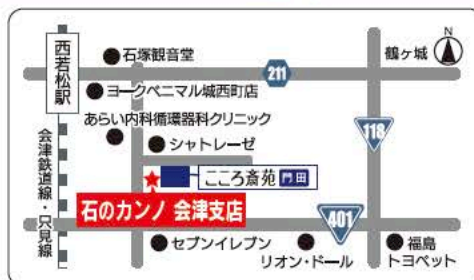 N
鶴ヶ城
西若松駅
石塚観音堂
211
ヨークベニマル城西町店
あらい内科循環器科クリニック
シャトレーゼ
118
こころ斎苑 門田
石のカンノ 会津支店
会津鉄道線・只見線
401
セブンイレブン
リオン・ドール
福島
トヨペット